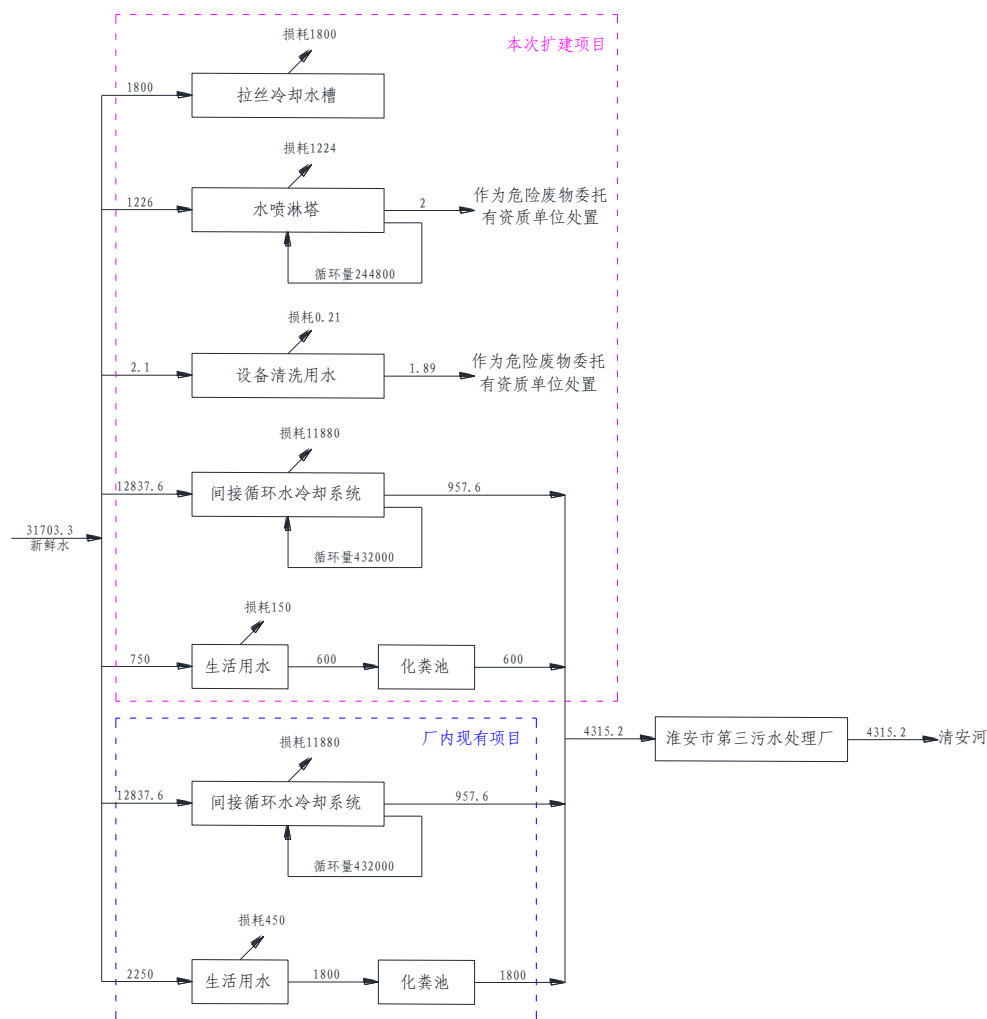 损耗1800
本次扩建项目
1800
拉丝冷却水槽
损耗1224
1226
水喷淋塔
2
作为危险废物委托
有资质单位处置
循环量244800
损耗0.21
2.1
设备清洗用水
1.89
作为危险废物委托
有资质单位处置
损耗11880
12837.6
间接循环水冷却系统
957.6
31703.3
新鲜水
循环量432000
损耗150
750
生活用水
600
化粪池
600
厂内现有项目
损耗11880
4315.2
淮安市第三污水处理厂
4315.2
清安河
12837.6
间接循环水冷却系统
957.6
循环量432000
损耗450
2250
生活用水
1800
化粪池
1800